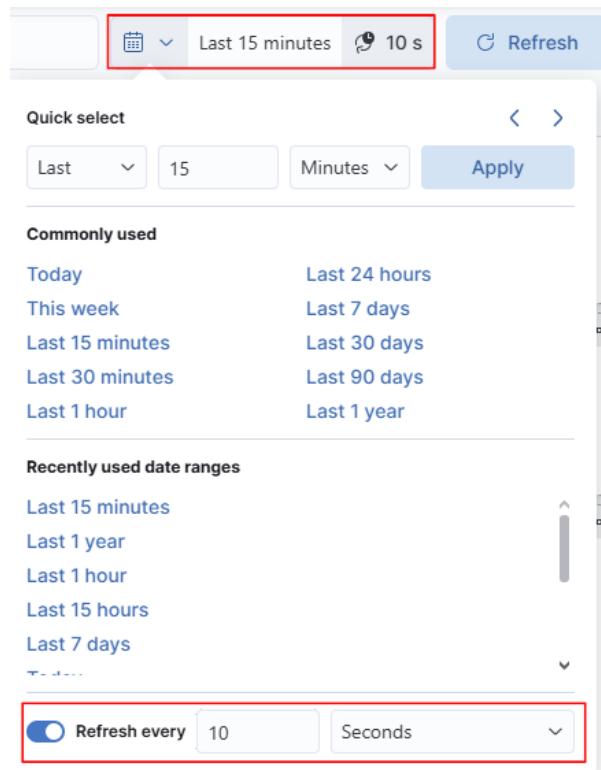 Last 15 minutes 10 s Refresh
Quick select
Last 15 Minutes Apply
Commonly used
Today Last 24 hours
This week Last 7 days
Last 15 minutes Last 30 days
Last 30 minutes Last 90 days
Last 1 hour Last 1 year
Recently used date ranges
Last 15 minutes
Last 1 year
Last 1 hour
Last 15 hours
Last 7 days
Today
Refresh every 10 Seconds